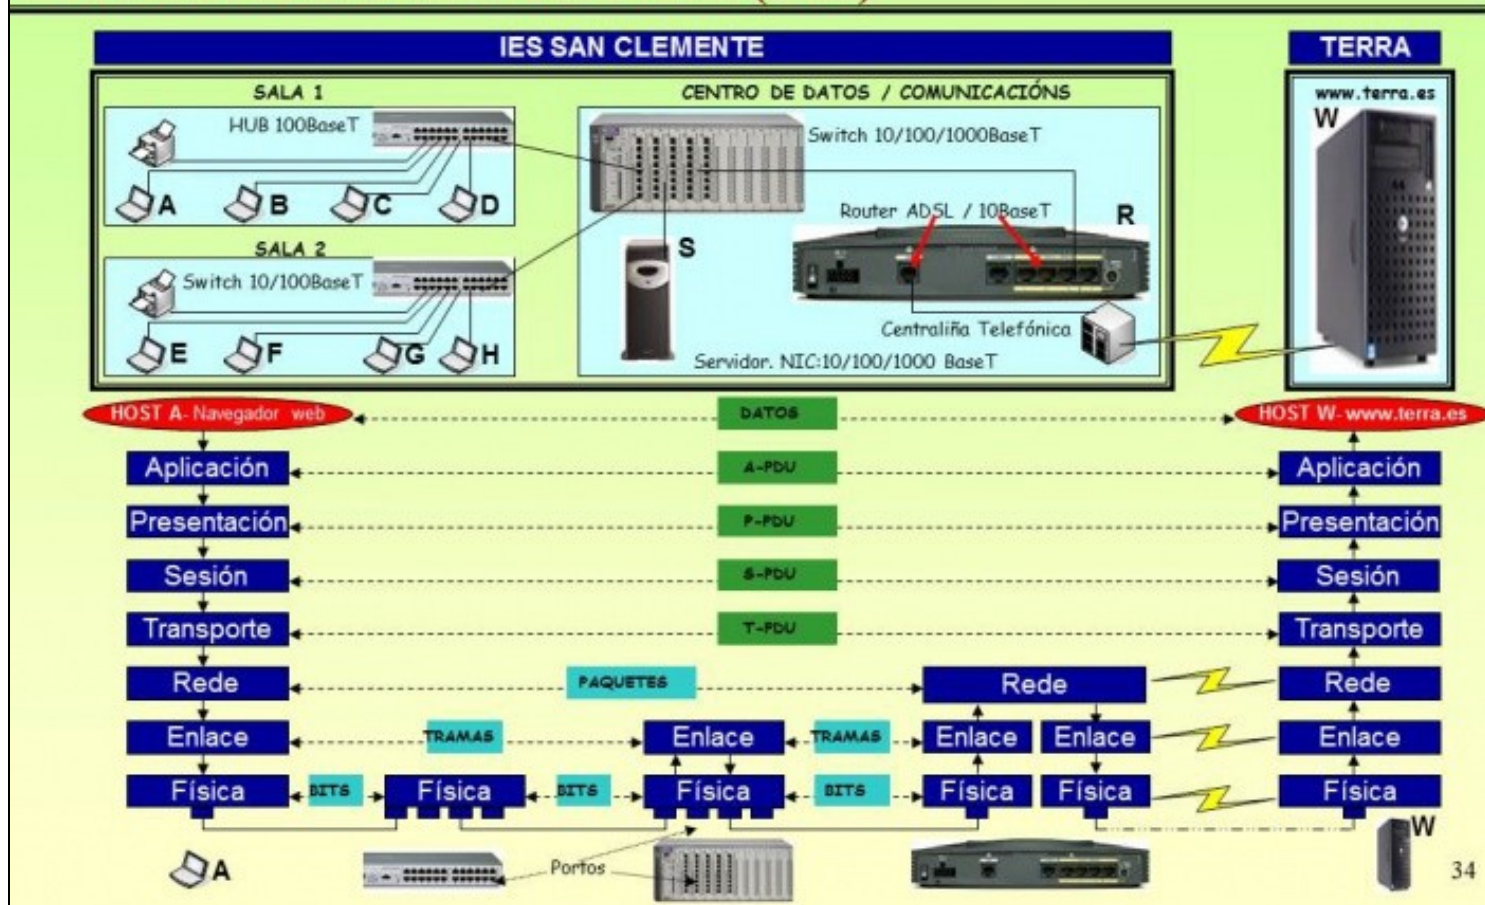 IES SAN CLEMENTE
TERRA
SALA 1
HUB 100BaseT
A
B
C
D
SALA 2
Switch 10/100BaseT
E
F
G
H
CENTRO DE DATOS / COMUNICACIÓNS
Switch 10/100/1000BaseT
Router ADSL / 10BaseT
R
S
Centraliña Telefónica
Servidor. NIC:10/100/1000 BaseT
www.terra.es
W
HOST A- Navegador web
DATOS
HOST W- www.terra.es
Aplicación
A-PDU
Aplicación
Presentación
P-PDU
Presentación
Sesión
S-PDU
Sesión
Transporte
T-PDU
Transporte
Rede
PAQUETES
Rede
Rede
Enlace
TRAMAS
Enlace
TRAMAS
Enlace
Enlace
Enlace
Física
BITS
Física
BITS
Física
BITS
Física
Física
Física
A
Portos
W
34